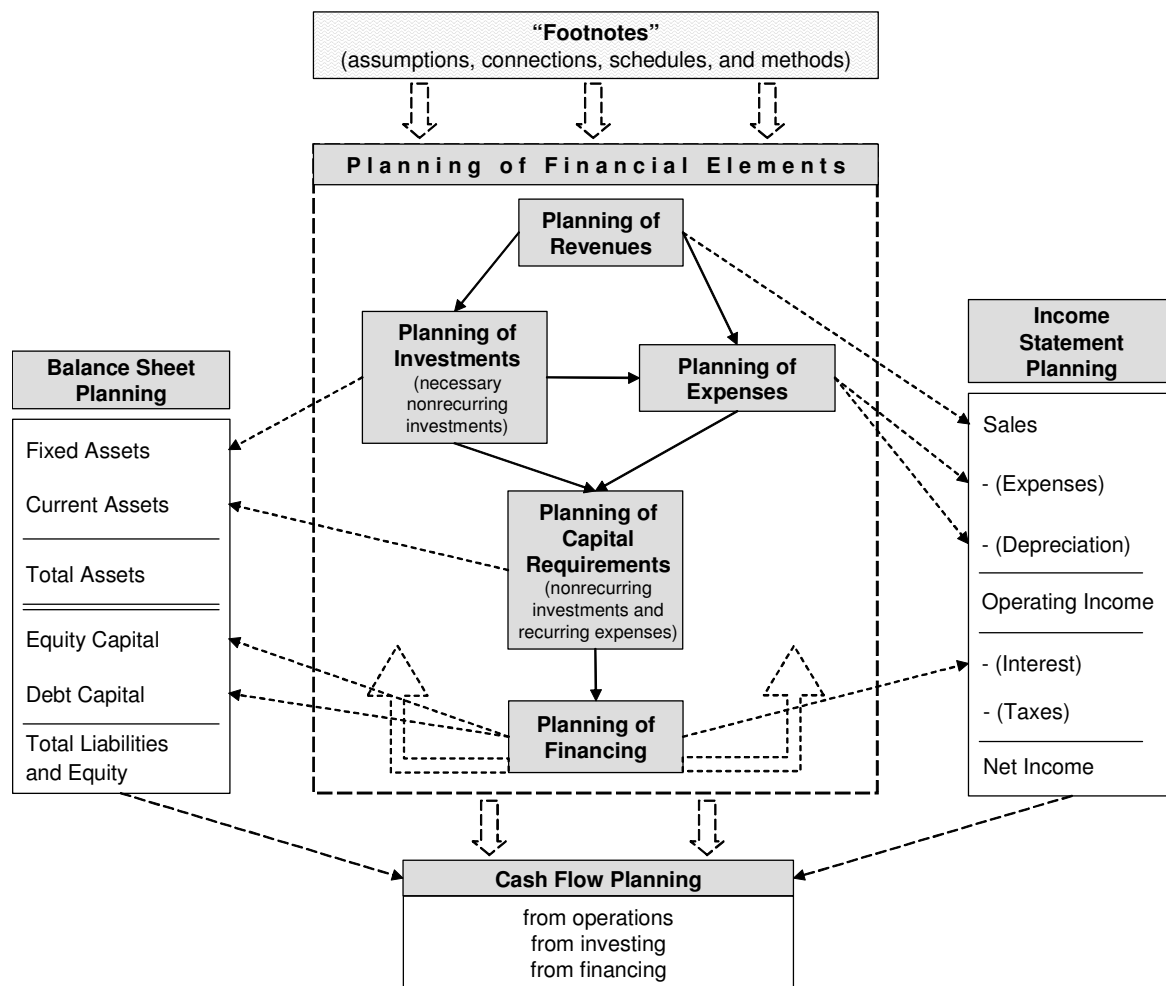 “Footnotes”
(assumptions, connections, schedules, and methods)
Planning of Financial Elements
Planning of
Revenues
Planning of
Investments
(necessary
nonrecurring
investments)
Planning of
Expenses
Planning of
Capital
Requirements
(nonrecurring
investments and
recurring expenses)
Planning of
Financing
Balance Sheet
Planning
Fixed Assets
Current Assets
Total Assets
Equity Capital
Debt Capital
Total Liabilities
and Equity
Income
Statement
Planning
Sales
- (Expenses)
- (Depreciation)
Operating Income
- (Interest)
- (Taxes)
Net Income
Cash Flow Planning
from operations
from investing
from financing